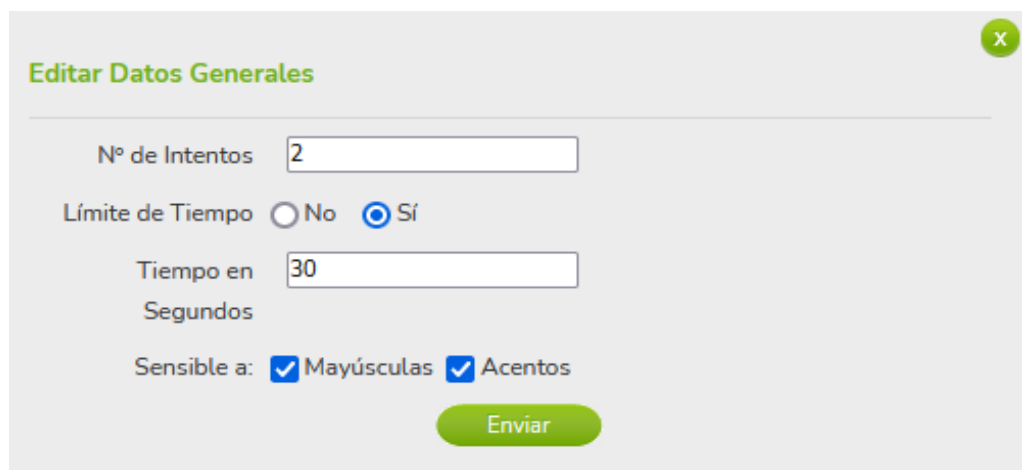 x
Editar Datos Generales
Nº de Intentos 2
Límite de Tiempo No Sí
Tiempo en 30
Segundos
Sensible a: Mayúsculas Acentos
Enviar